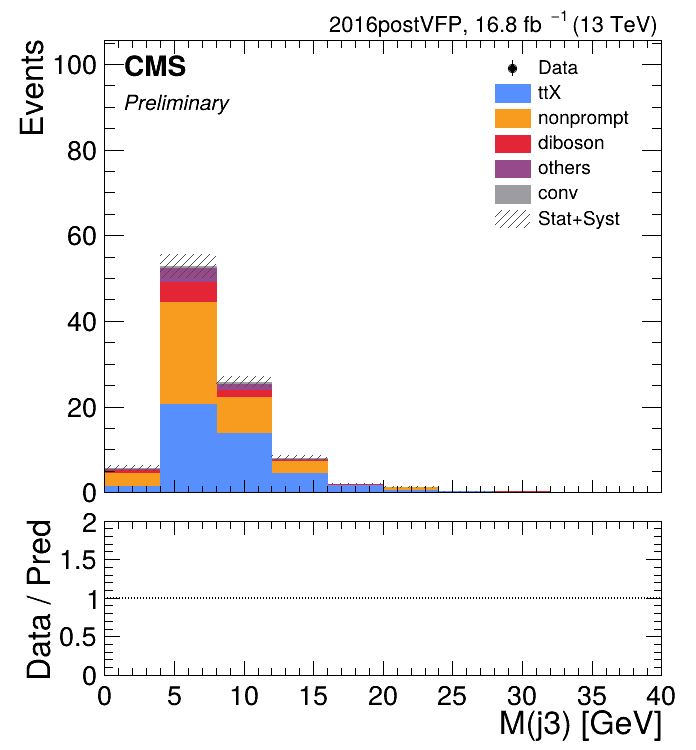 2016postVFP, 16.8 fb⁻¹ (13 TeV)
CMS
Preliminary
Events
100
80
60
40
20
0
Data
ttX
nonprompt
diboson
others
conv
Stat+Syst
Data / Pred
2
1.5
1
0.5
0
0 5 10 15 20 25 30 35 40
M(j3) [GeV]